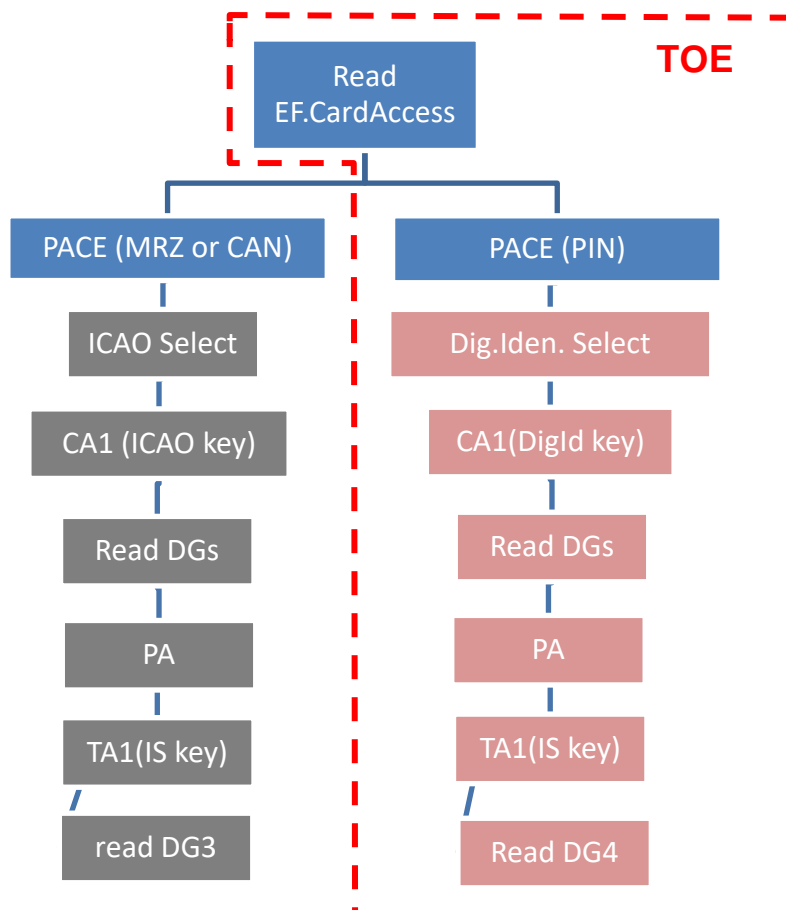 TOE
Read
EF.CardAccess
PACE (MRZ or CAN)
PACE (PIN)
ICAO Select
Dig.Iden. Select
CA1 (ICAO key)
CA1(DigId key)
Read DGs
Read DGs
PA
PA
TA1(IS key)
TA1(IS key)
read DG3
Read DG4